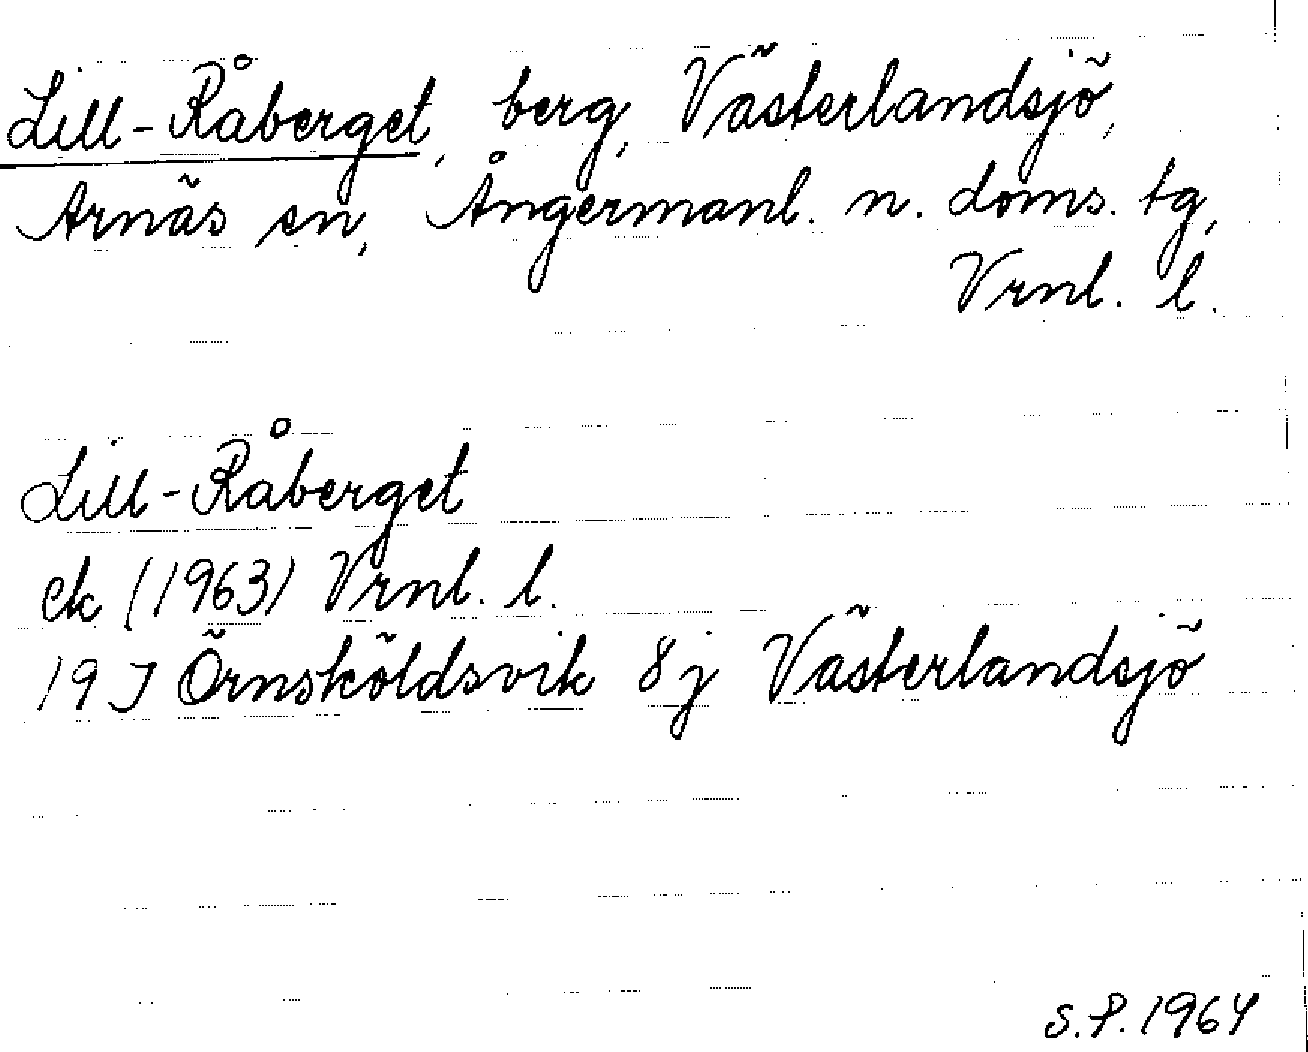 Lill-Råberget, berg, Västerlandsjö,
Arnäs sn, Ångermanl. n. doms. tg,
Vrnl. l.
Lill-Råberget
ek (1963) Vrnl. l.
19 J Örnsköldsvik 8 j Västerlandsjö
S.P. 1964